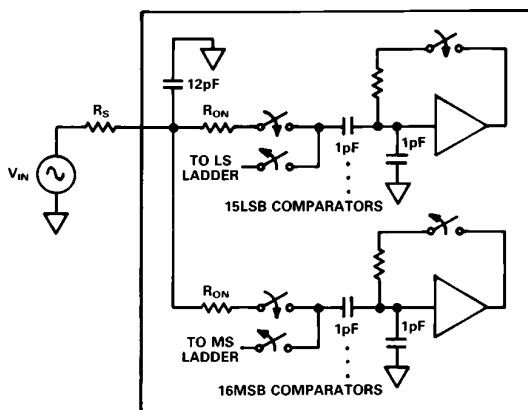 12pF
RS
RON
VIN
TO LS
LADDER
1pF
1pF
15LSB COMPARATORS
RON
TO MS
LADDER
1pF
1pF
16MSB COMPARATORS